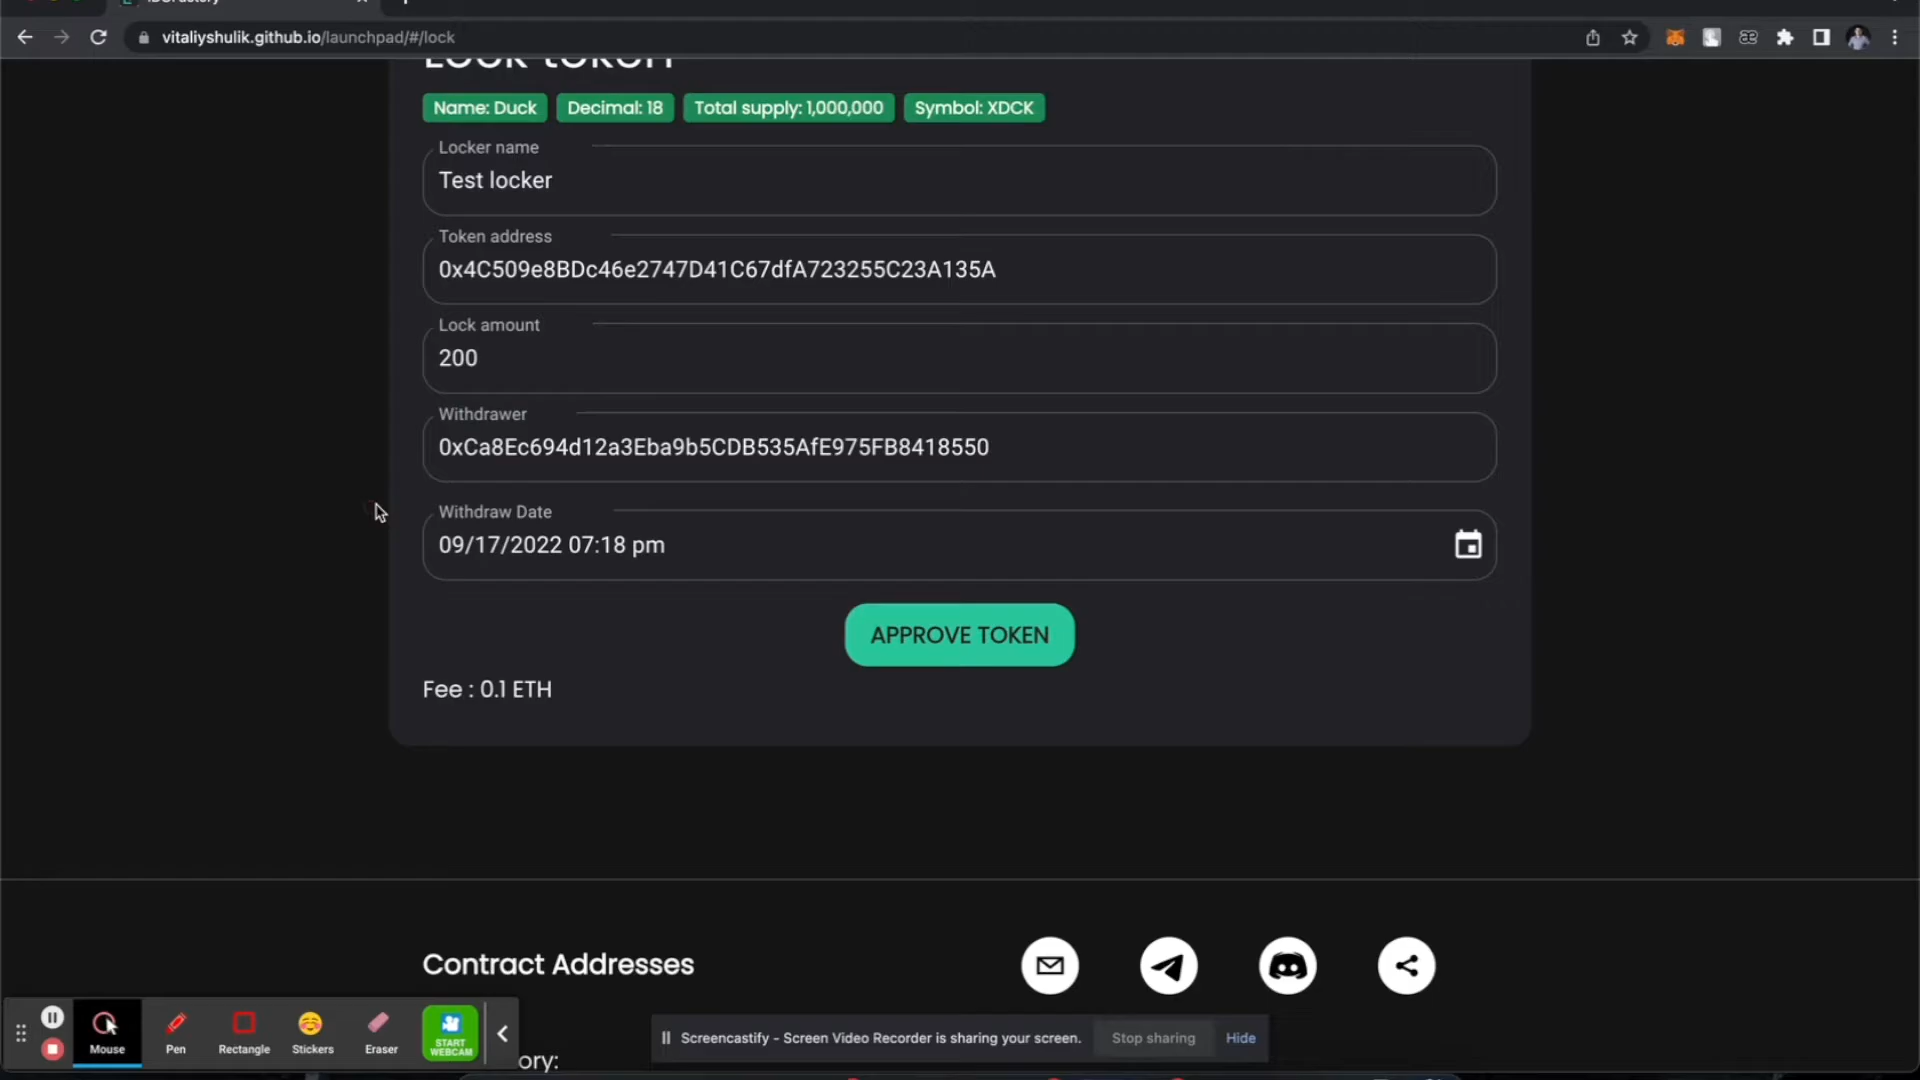 vitaliyshulik.github.io/launchpad/#/lock
Lock token
Name: Duck Decimal: 18 Total supply: 1,000,000 Symbol: XDCK
Locker name
Test locker
Token address
0x4C509e8BDc46e2747D41C67dfA723255C23A135A
Lock amount
200
Withdrawer
0xCa8Ec694d12a3Eba9b5CDB535AfE975FB8418550
Withdraw Date
09/17/2022 07:18 pm
APPROVE TOKEN
Fee : 0.1 ETH
Contract Addresses
Mouse Pen Rectangle Stickers Eraser START WEBCAM
Screencastify - Screen Video Recorder is sharing your screen. Stop sharing Hide
ory: